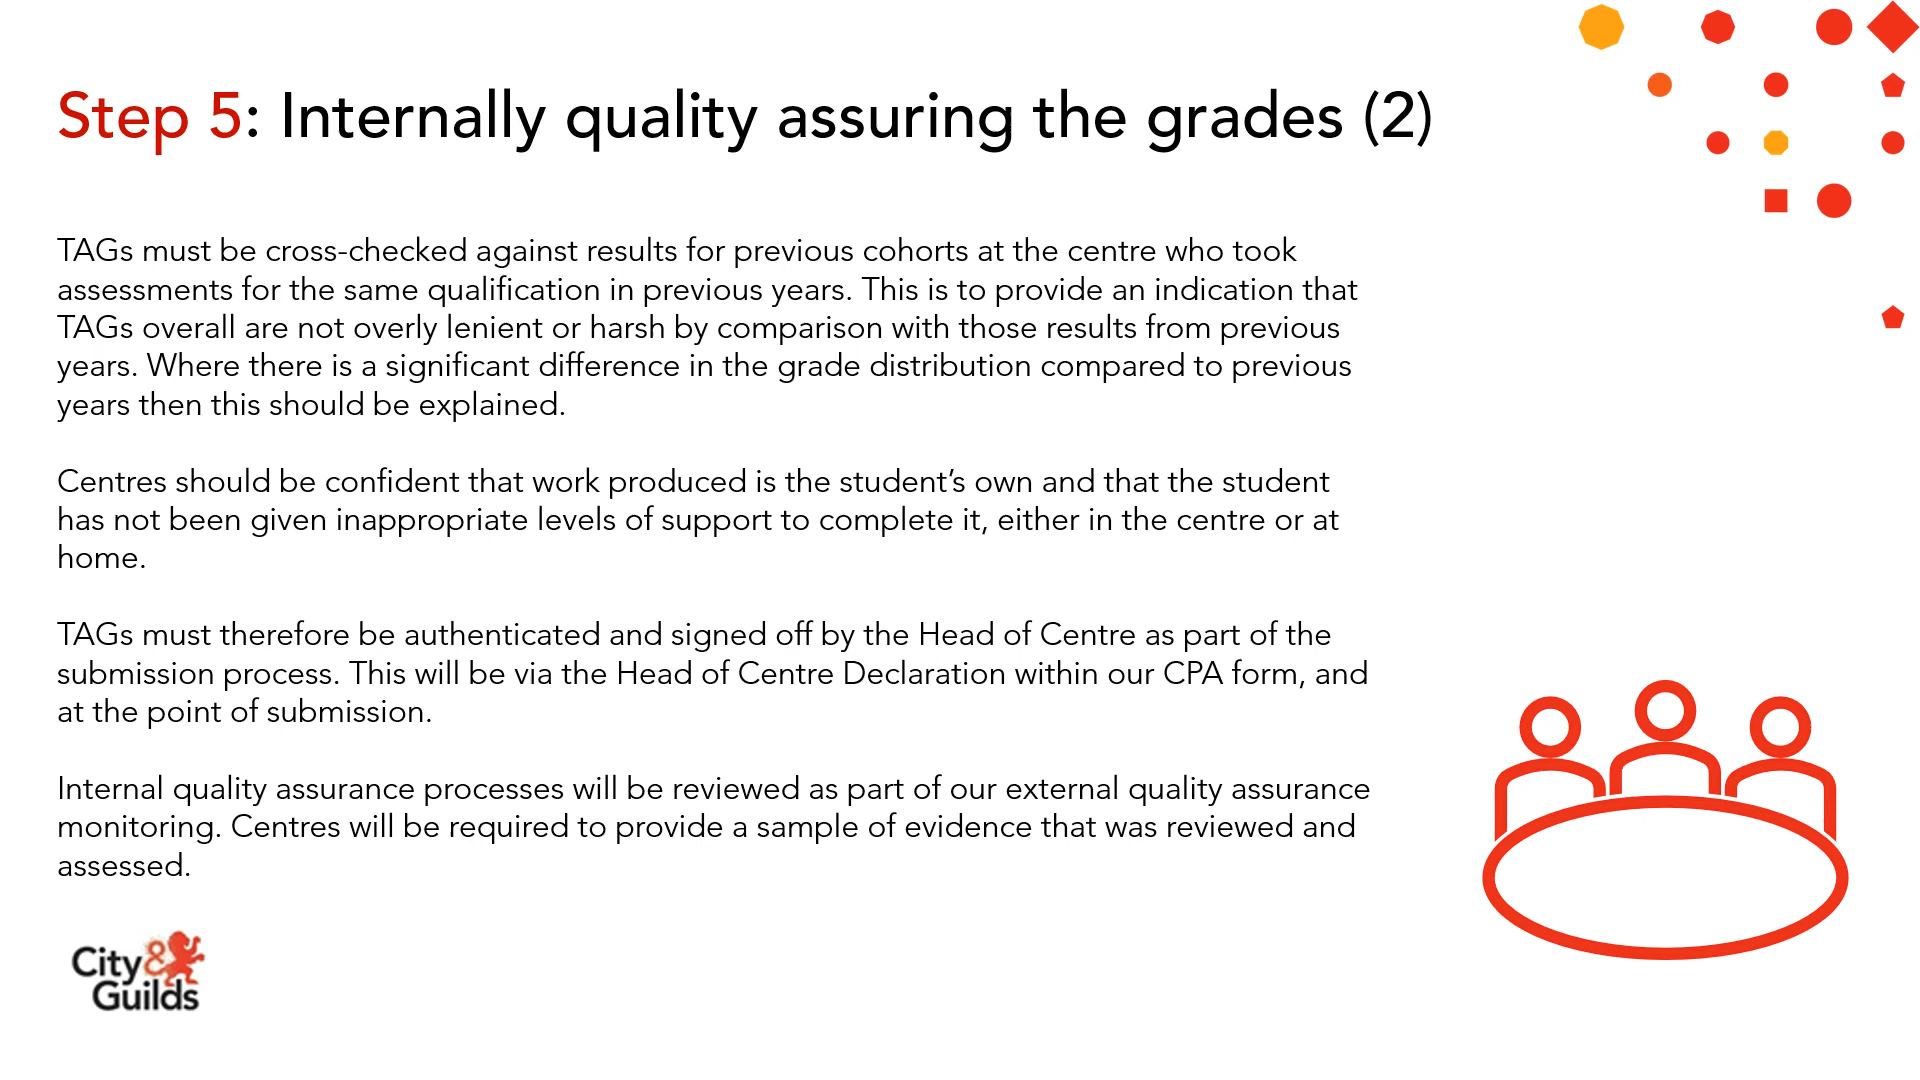 Step 5: Internally quality assuring the grades (2)
TAGs must be cross-checked against results for previous cohorts at the centre who took
assessments for the same qualification in previous years. This is to provide an indication that
TAGs overall are not overly lenient or harsh by comparison with those results from previous
years. Where there is a significant difference in the grade distribution compared to previous
years then this should be explained.
Centres should be confident that work produced is the student’s own and that the student
has not been given inappropriate levels of support to complete it, either in the centre or at
home.
TAGs must therefore be authenticated and signed off by the Head of Centre as part of the
submission process. This will be via the Head of Centre Declaration within our CPA form, and
at the point of submission.
Internal quality assurance processes will be reviewed as part of our external quality assurance
monitoring. Centres will be required to provide a sample of evidence that was reviewed and
assessed.
City &
Guilds